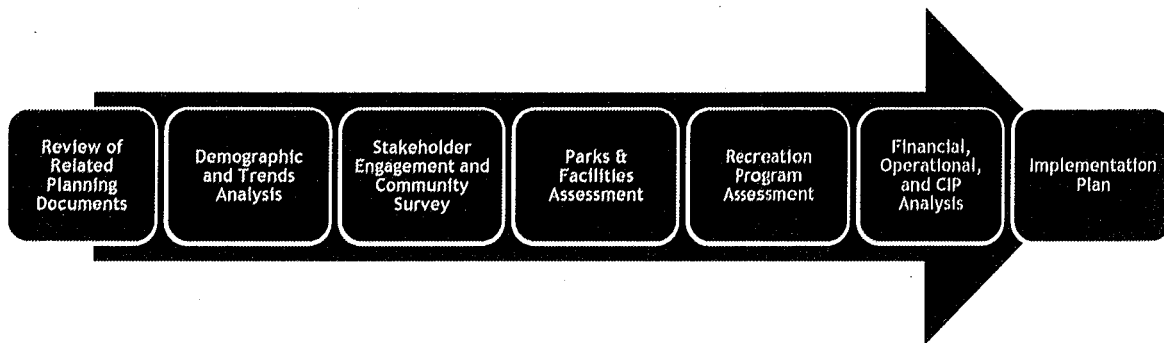 Review of
Related
Planning
Documents
Demographic
and Trends
Analysis
Stakeholder
Engagement and
Community
Survey
Parks &
Facilities
Assessment
Recreation
Program
Assessment
Financial,
Operational,
and CIP
Analysis
Implementation
Plan